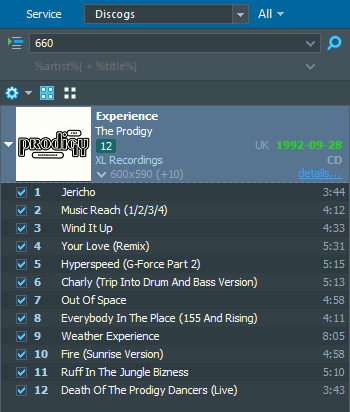 Service Discogs All
660
%artist%[ + %title%]
Experience
THE prodigy EXPERIENCE The Prodigy
12 UK 1992-09-28
XL Recordings CD
600x590 (+10) details...
1 Jericho 3:44
2 Music Reach (1/2/3/4) 4:12
3 Wind It Up 4:33
4 Your Love (Remix) 5:31
5 Hyperspeed (G-Force Part 2) 5:15
6 Charly (Trip Into Drum And Bass Version) 5:13
7 Out Of Space 4:58
8 Everybody In The Place (155 And Rising) 4:11
9 Weather Experience 8:05
10 Fire (Sunrise Version) 4:58
11 Ruff In The Jungle Bizness 5:10
12 Death Of The Prodigy Dancers (Live) 3:43